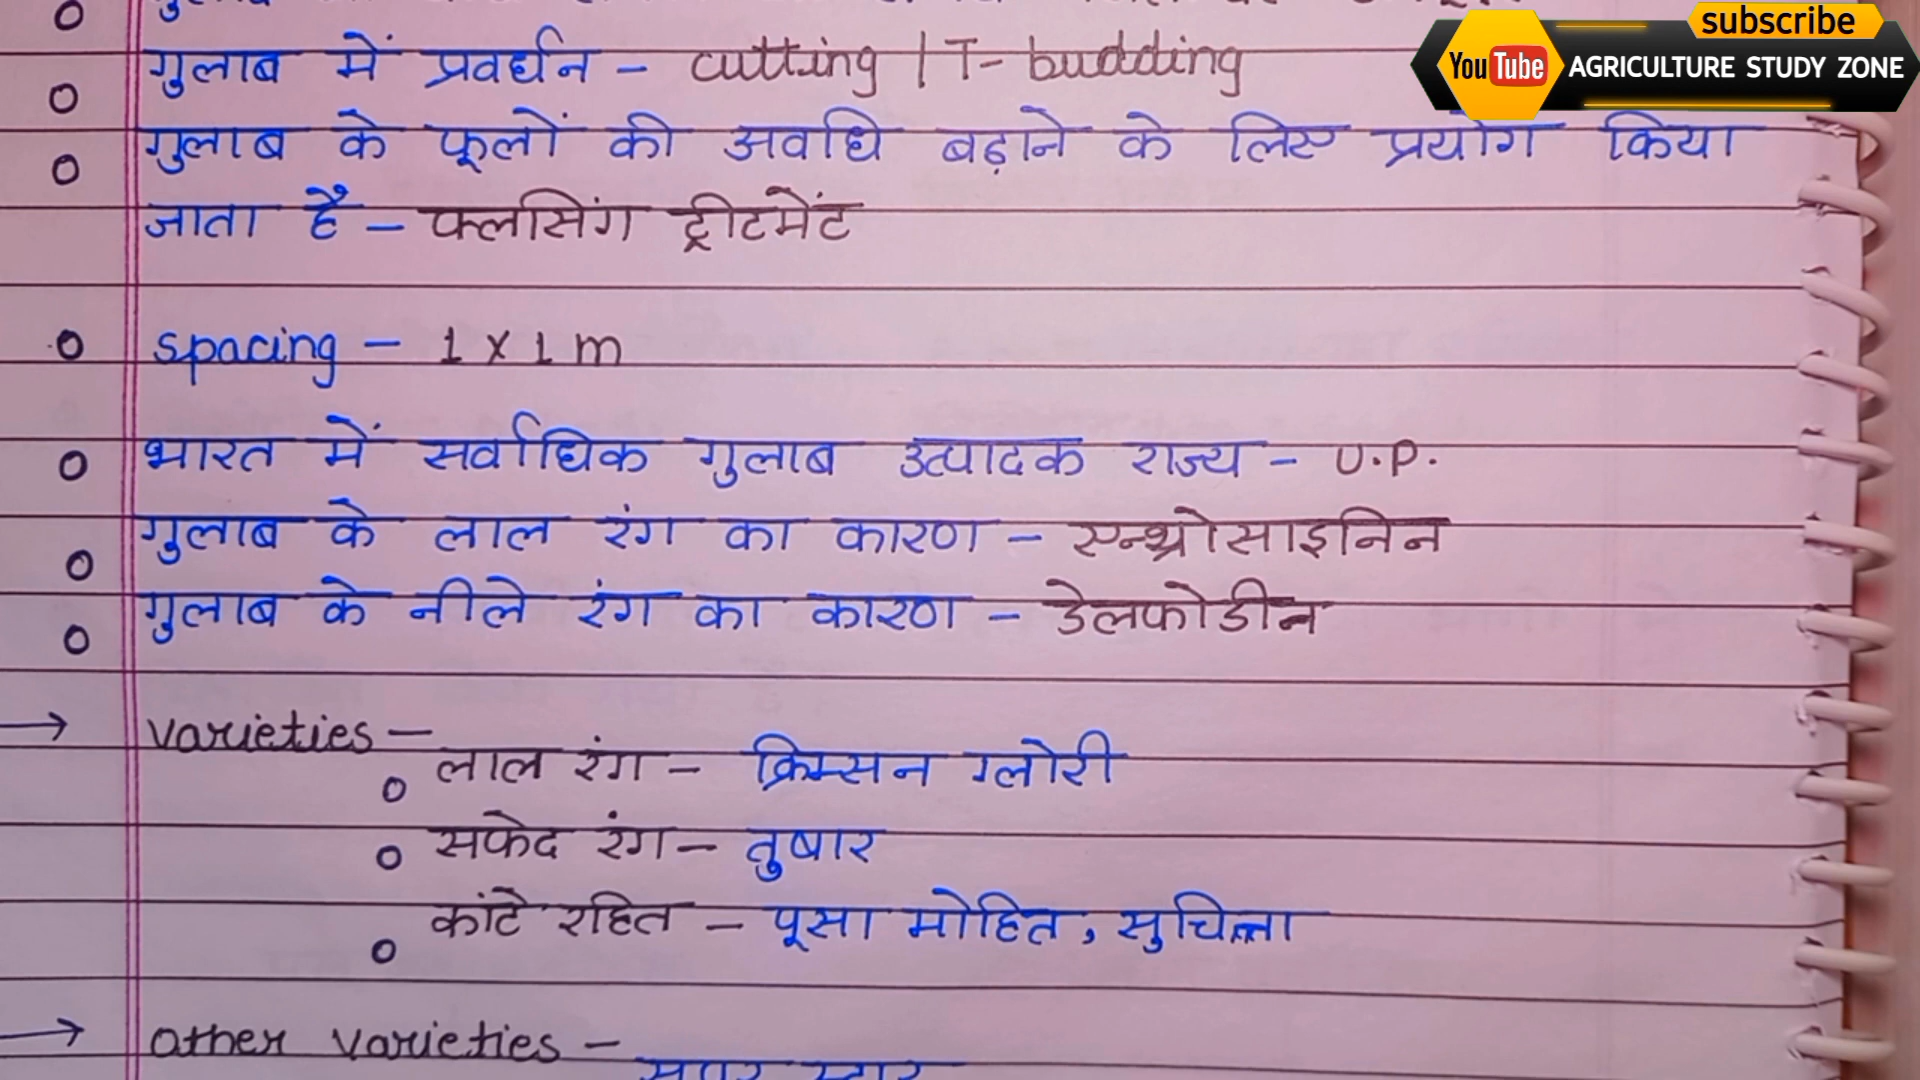 subscribe
YouTube AGRICULTURE STUDY ZONE
गुलाब में प्रवर्धन - cutting / T- budding
गुलाब के फूलों की अवधि बढ़ाने के लिए प्रयोग किया
जाता है - फ्लसिंग ट्रीटमेंट
spacing - 1 x 1 m
भारत में सर्वाधिक गुलाब उत्पादक राज्य - U.P.
गुलाब के लाल रंग का कारण - एन्थ्रोसाइनिन
गुलाब के नीले रंग का कारण - डेलफोडीन
→ varieties -
लाल रंग - क्रिम्सन ग्लोरी
सफेद रंग - तुषार
कांटे रहित - पूसा मोहित, सुचित्रा
→ other varieties -